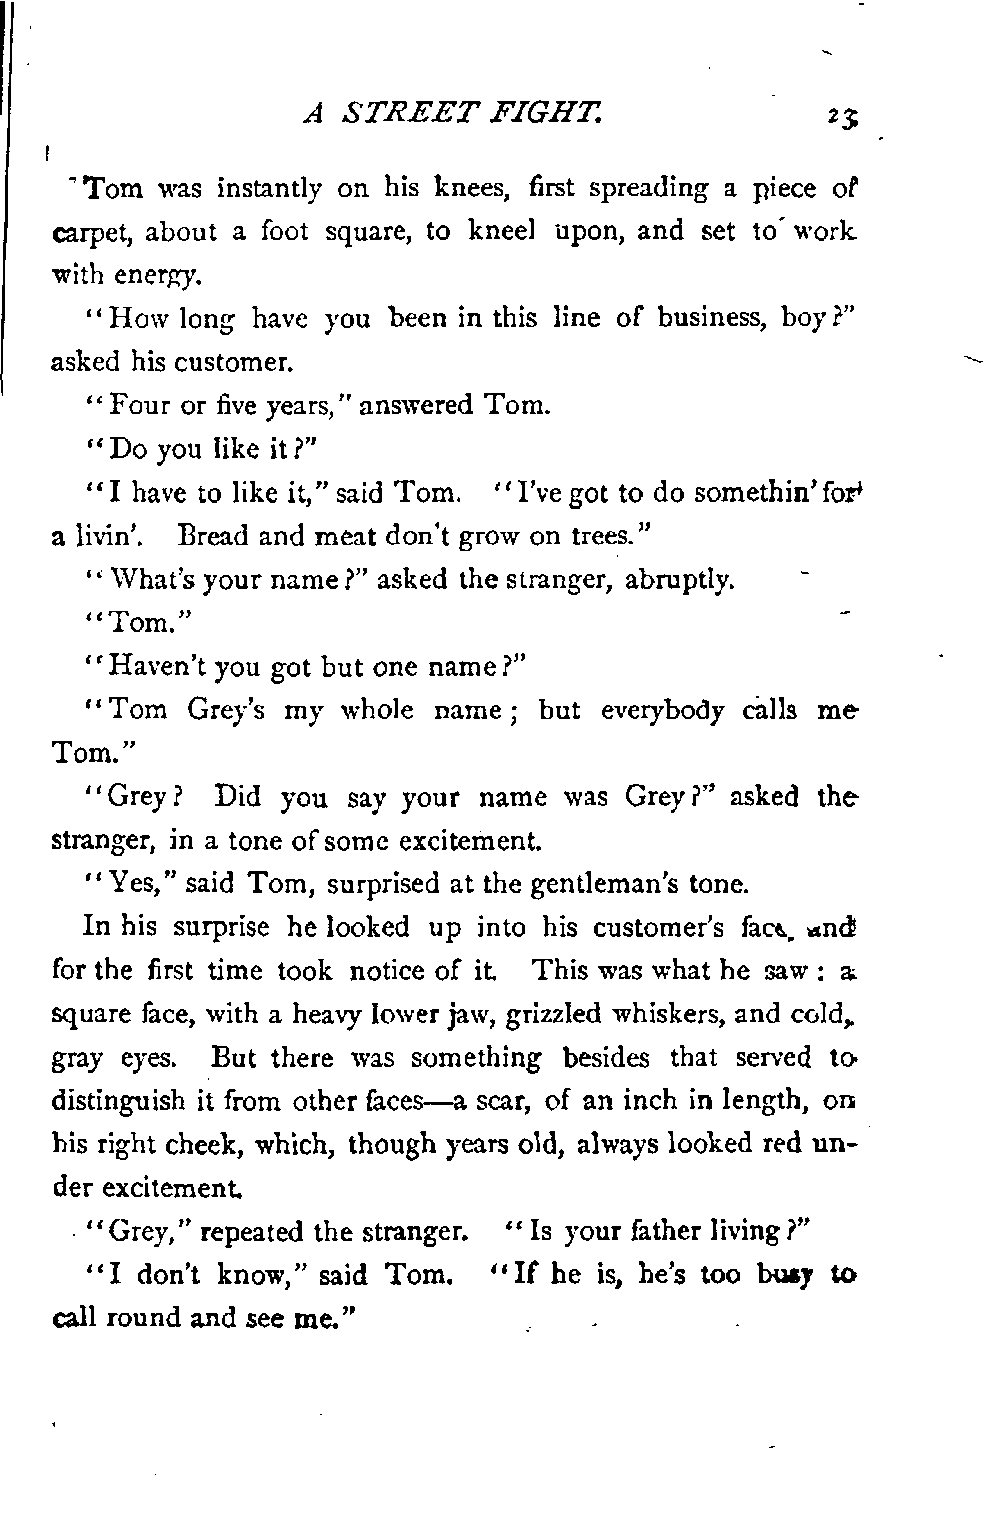 A STREET FIGHT. 23
Tom was instantly on his knees, first spreading a piece of
carpet, about a foot square, to kneel upon, and set to work
with energy.
"How long have you been in this line of business, boy?"
asked his customer.
"Four or five years," answered Tom.
"Do you like it?"
"I have to like it," said Tom. "I've got to do somethin' for
a livin'. Bread and meat don't grow on trees."
"What's your name?" asked the stranger, abruptly.
"Tom."
"Haven't you got but one name?"
"Tom Grey's my whole name; but everybody calls me
Tom."
"Grey? Did you say your name was Grey?" asked the
stranger, in a tone of some excitement.
"Yes," said Tom, surprised at the gentleman's tone.
In his surprise he looked up into his customer's face, and
for the first time took notice of it. This was what he saw: a
square face, with a heavy lower jaw, grizzled whiskers, and cold,
gray eyes. But there was something besides that served to
distinguish it from other faces—a scar, of an inch in length, on
his right cheek, which, though years old, always looked red un-
der excitement.
"Grey," repeated the stranger. "Is your father living?"
"I don't know," said Tom. "If he is, he's too busy to
call round and see me."